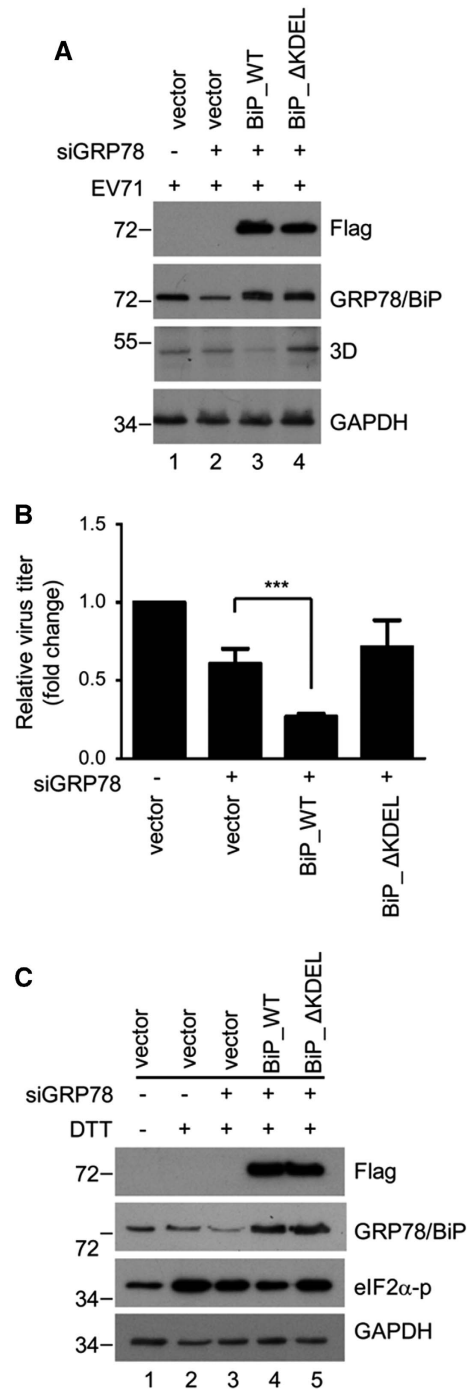 A
vector
vector
BiP_WT
BiP_ΔKDEL
siGRP78 - + + +
EV71 + + + +
72– Flag
72– GRP78/BiP
55– 3D
34– GAPDH
1 2 3 4
B
Relative virus titer
(fold change)
1.5
1.0
0.5
0.0
***
siGRP78 - + + +
vector
vector
BiP_WT
BiP_ΔKDEL
C
vector
vector
vector
BiP_WT
BiP_ΔKDEL
siGRP78 - - + + +
DTT - + + + +
72– Flag
72– GRP78/BiP
34– eIF2α-p
34– GAPDH
1 2 3 4 5